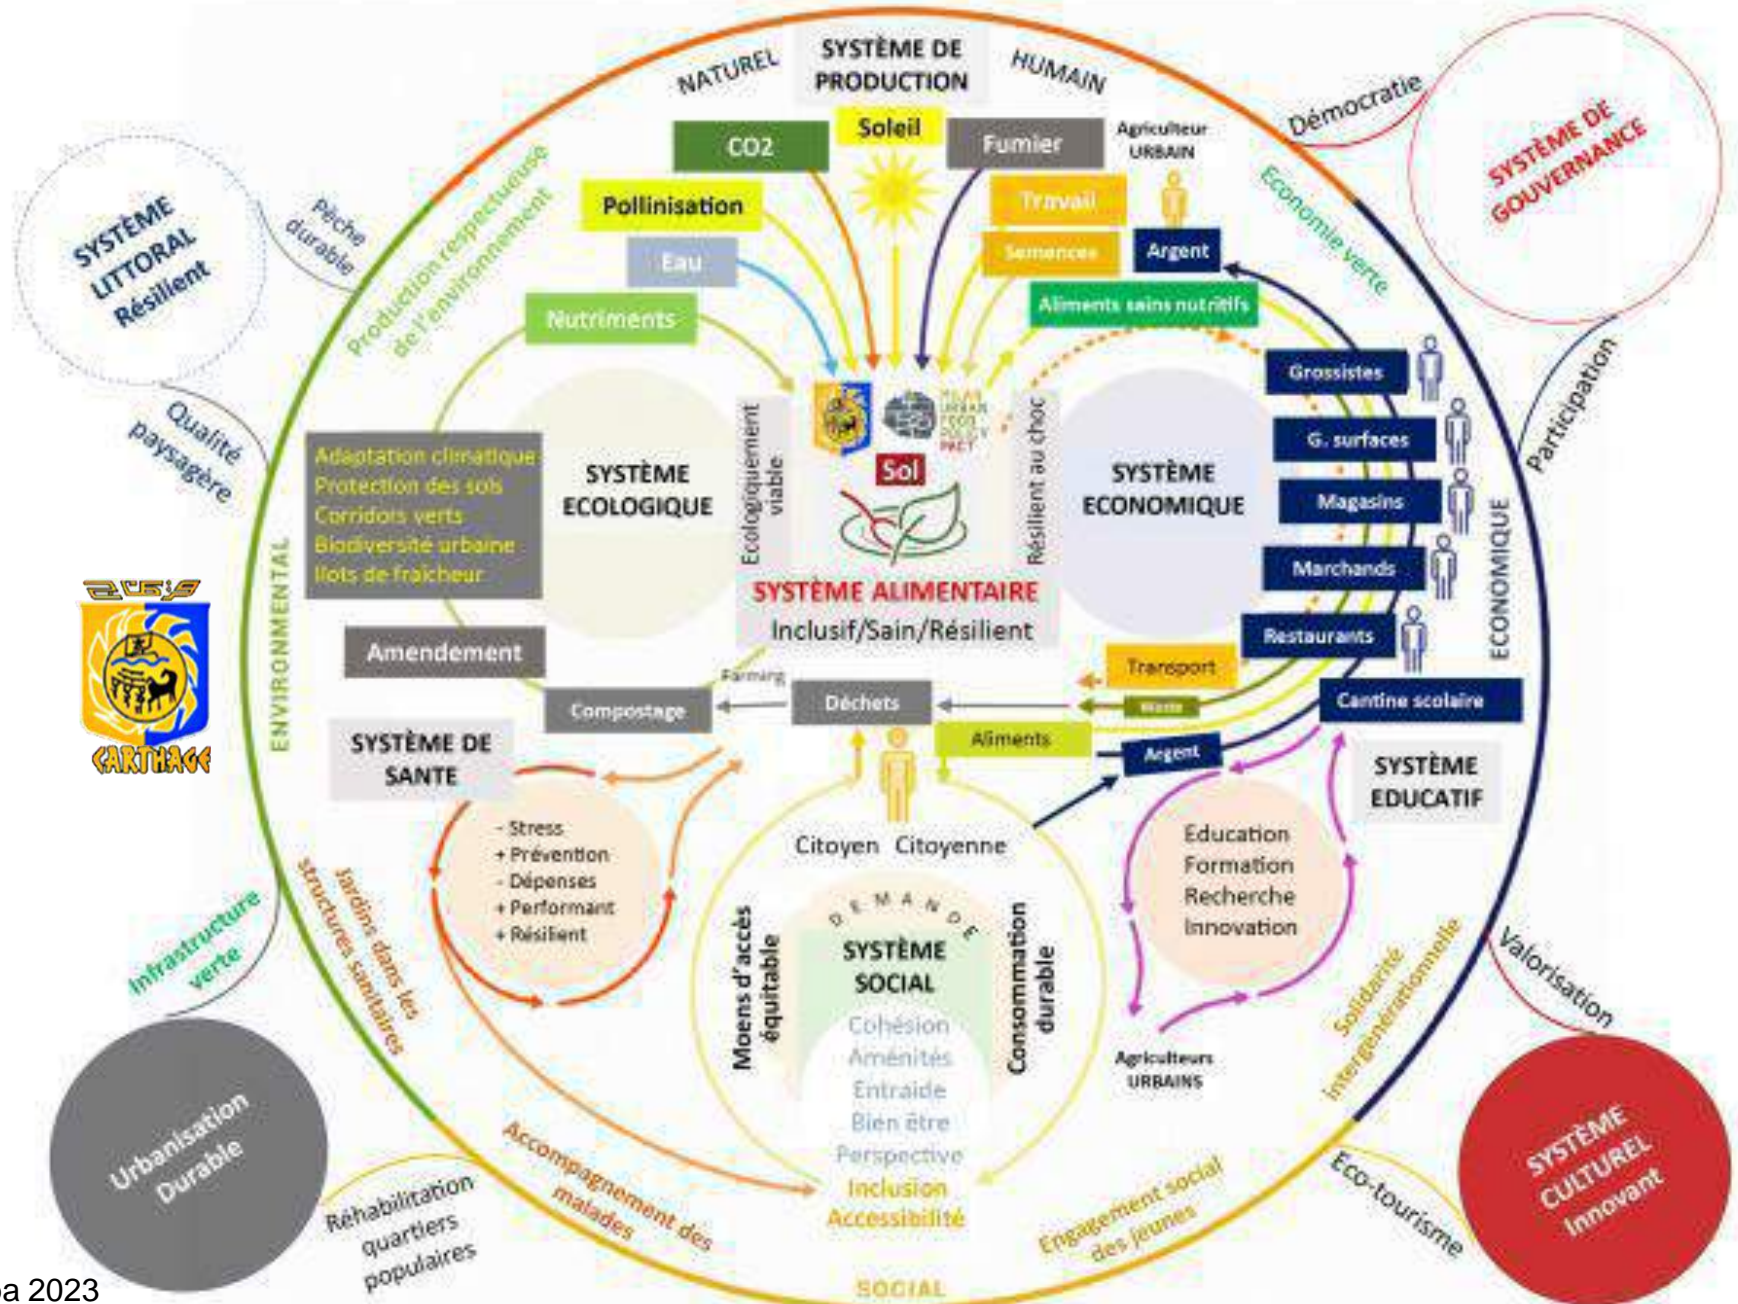 SYSTÈME DE
PRODUCTION
NATUREL
HUMAIN
CO2
Soleil
Fumier
Agriculteur
URBAIN
Pollinisation
Travail
Eau
Semences
Argent
Nutriments
Aliments sains nutritifs
Démocratie
SYSTÈME DE
GOUVERNANCE
Economie verte
Participation
SYSTÈME
LITTORAL
Résilient
Pêche
durable
Qualité
paysagère
Production respectueuse
de l'environnement
ENVIRONMENTAL
Adaptation climatique
Protection des sols
Corridors verts
Biodiversité urbaine
Ilots de fraîcheur
SYSTÈME
ECOLOGIQUE
Ecologiquement
viable
MILAN
URBAN
FOOD
POLICY
PACT
Sol
Résilient au choc
SYSTÈME ALIMENTAIRE
Inclusif/Sain/Résilient
SYSTÈME
ECONOMIQUE
Grossistes
G. surfaces
Magasins
Marchands
Restaurants
Cantine scolaire
ECONOMIQUE
Amendement
Compostage
Farming
Déchets
Transport
Waste
Aliments
Argent
CARTHAGE
SYSTÈME DE
SANTE
- Stress
+ Prévention
- Dépenses
+ Performant
+ Résilient
Citoyen Citoyenne
DEMANDE
Moens d'accès
équitable
Consommation
durable
SYSTÈME
SOCIAL
Cohésion
Aménités
Entraide
Bien être
Perspective
Inclusion
Accessibilité
SYSTÈME
EDUCATIF
Education
Formation
Recherche
Innovation
Agriculteurs
URBAINS
Infrastructure
verte
Jardins dans les
structures sanitaires
Urbanisation
Durable
Réhabilitation
quartiers
populaires
Accompagnement des
malades
SOCIAL
Engagement social
des jeunes
Solidarité
intergénérationnelle
Valorisation
Eco-tourisme
SYSTÈME
CULTUREL
Innovant
2023